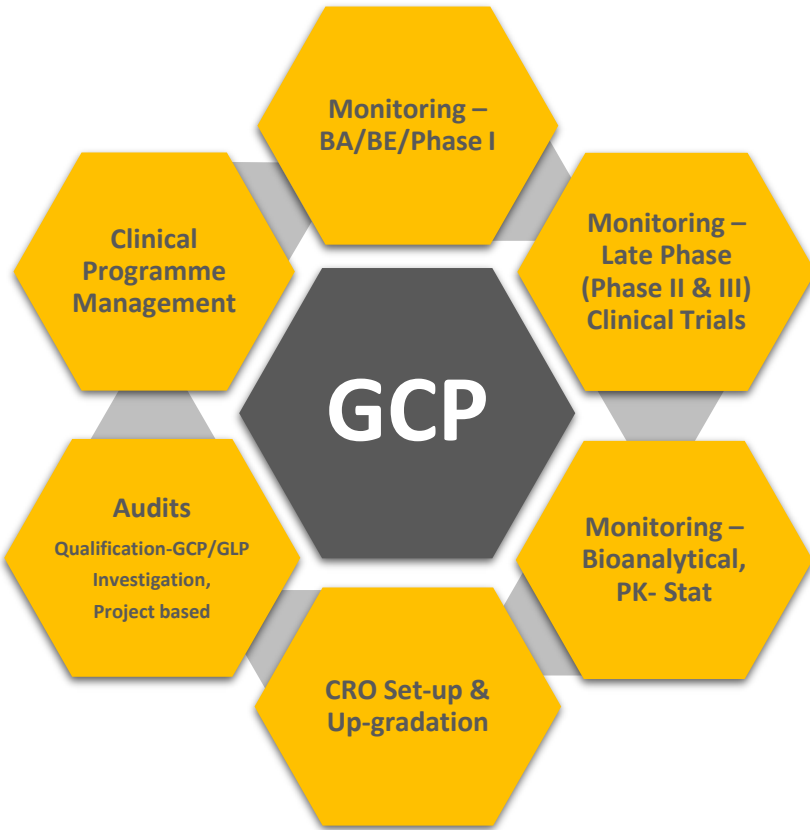 Monitoring –
BA/BE/Phase I
Monitoring –
Late Phase
(Phase II & III)
Clinical Trials
Monitoring –
Bioanalytical,
PK- Stat
CRO Set-up &
Up-gradation
Audits
Qualification-GCP/GLP
Investigation,
Project based
Clinical
Programme
Management
GCP